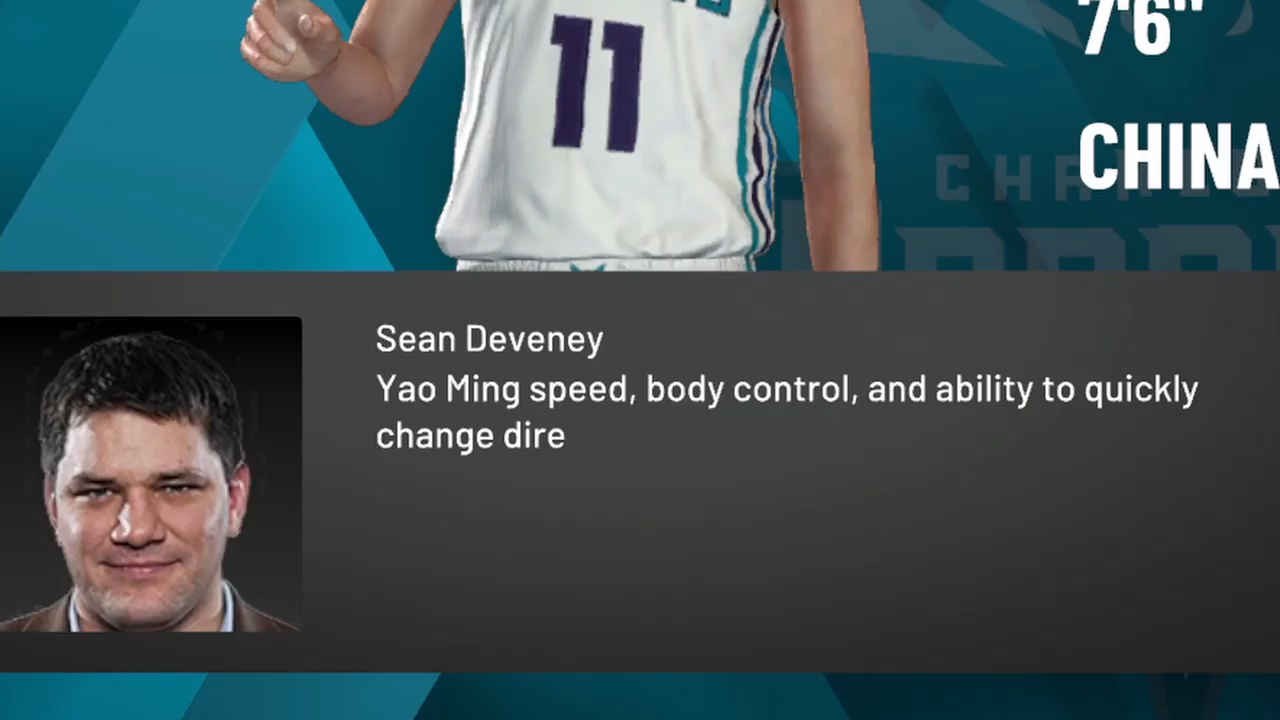 7'6"
11
CHINA
Sean Deveney
Yao Ming speed, body control, and ability to quickly
change dire